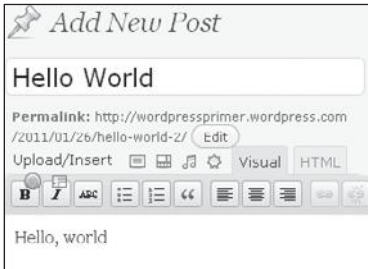 Add New Post
Hello World
Permalink: http://wordpressprimer.wordpress.com
/2011/01/26/hello-world-2/ Edit
Upload/Insert Visual HTML
B I ABC
Hello, world